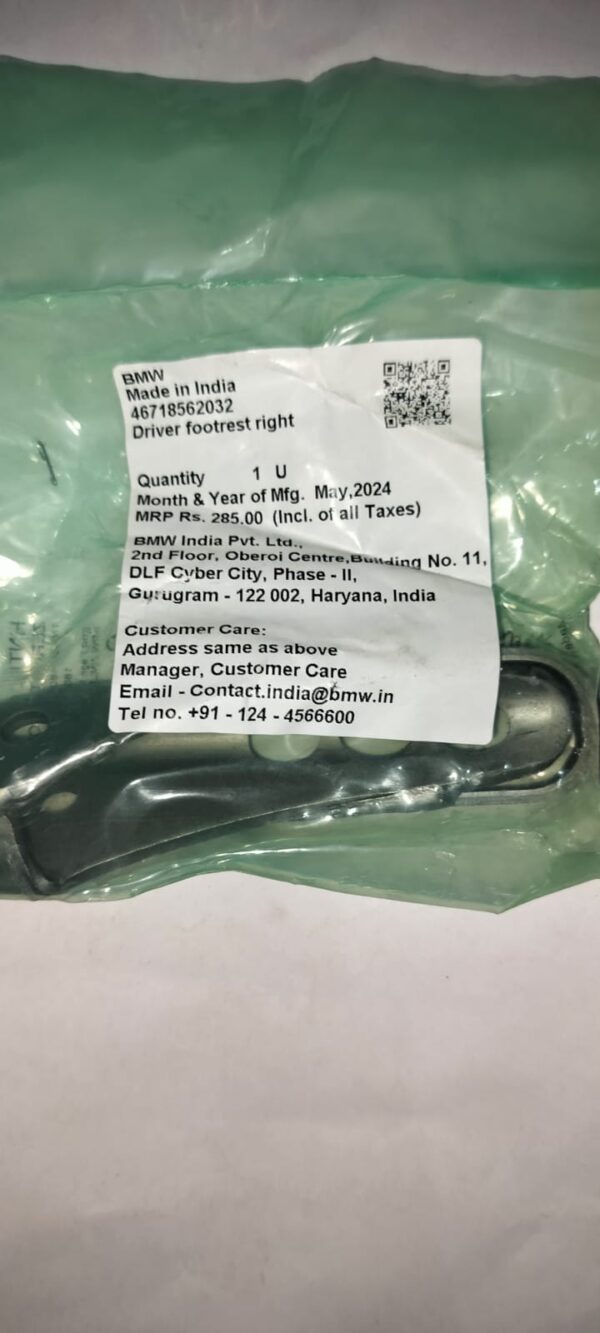 BMW
Made in India
46718562032
Driver footrest right
Quantity 1 U
Month & Year of Mfg. May,2024
MRP Rs. 285.00 (Incl. of all Taxes)
BMW India Pvt. Ltd.,
2nd Floor, Oberoi Centre,Building No. 11,
DLF Cyber City, Phase - II,
Gurugram - 122 002, Haryana, India
Customer Care:
Address same as above
Manager, Customer Care
Email - Contact.india@bmw.in
Tel no. +91 - 124 - 4566600